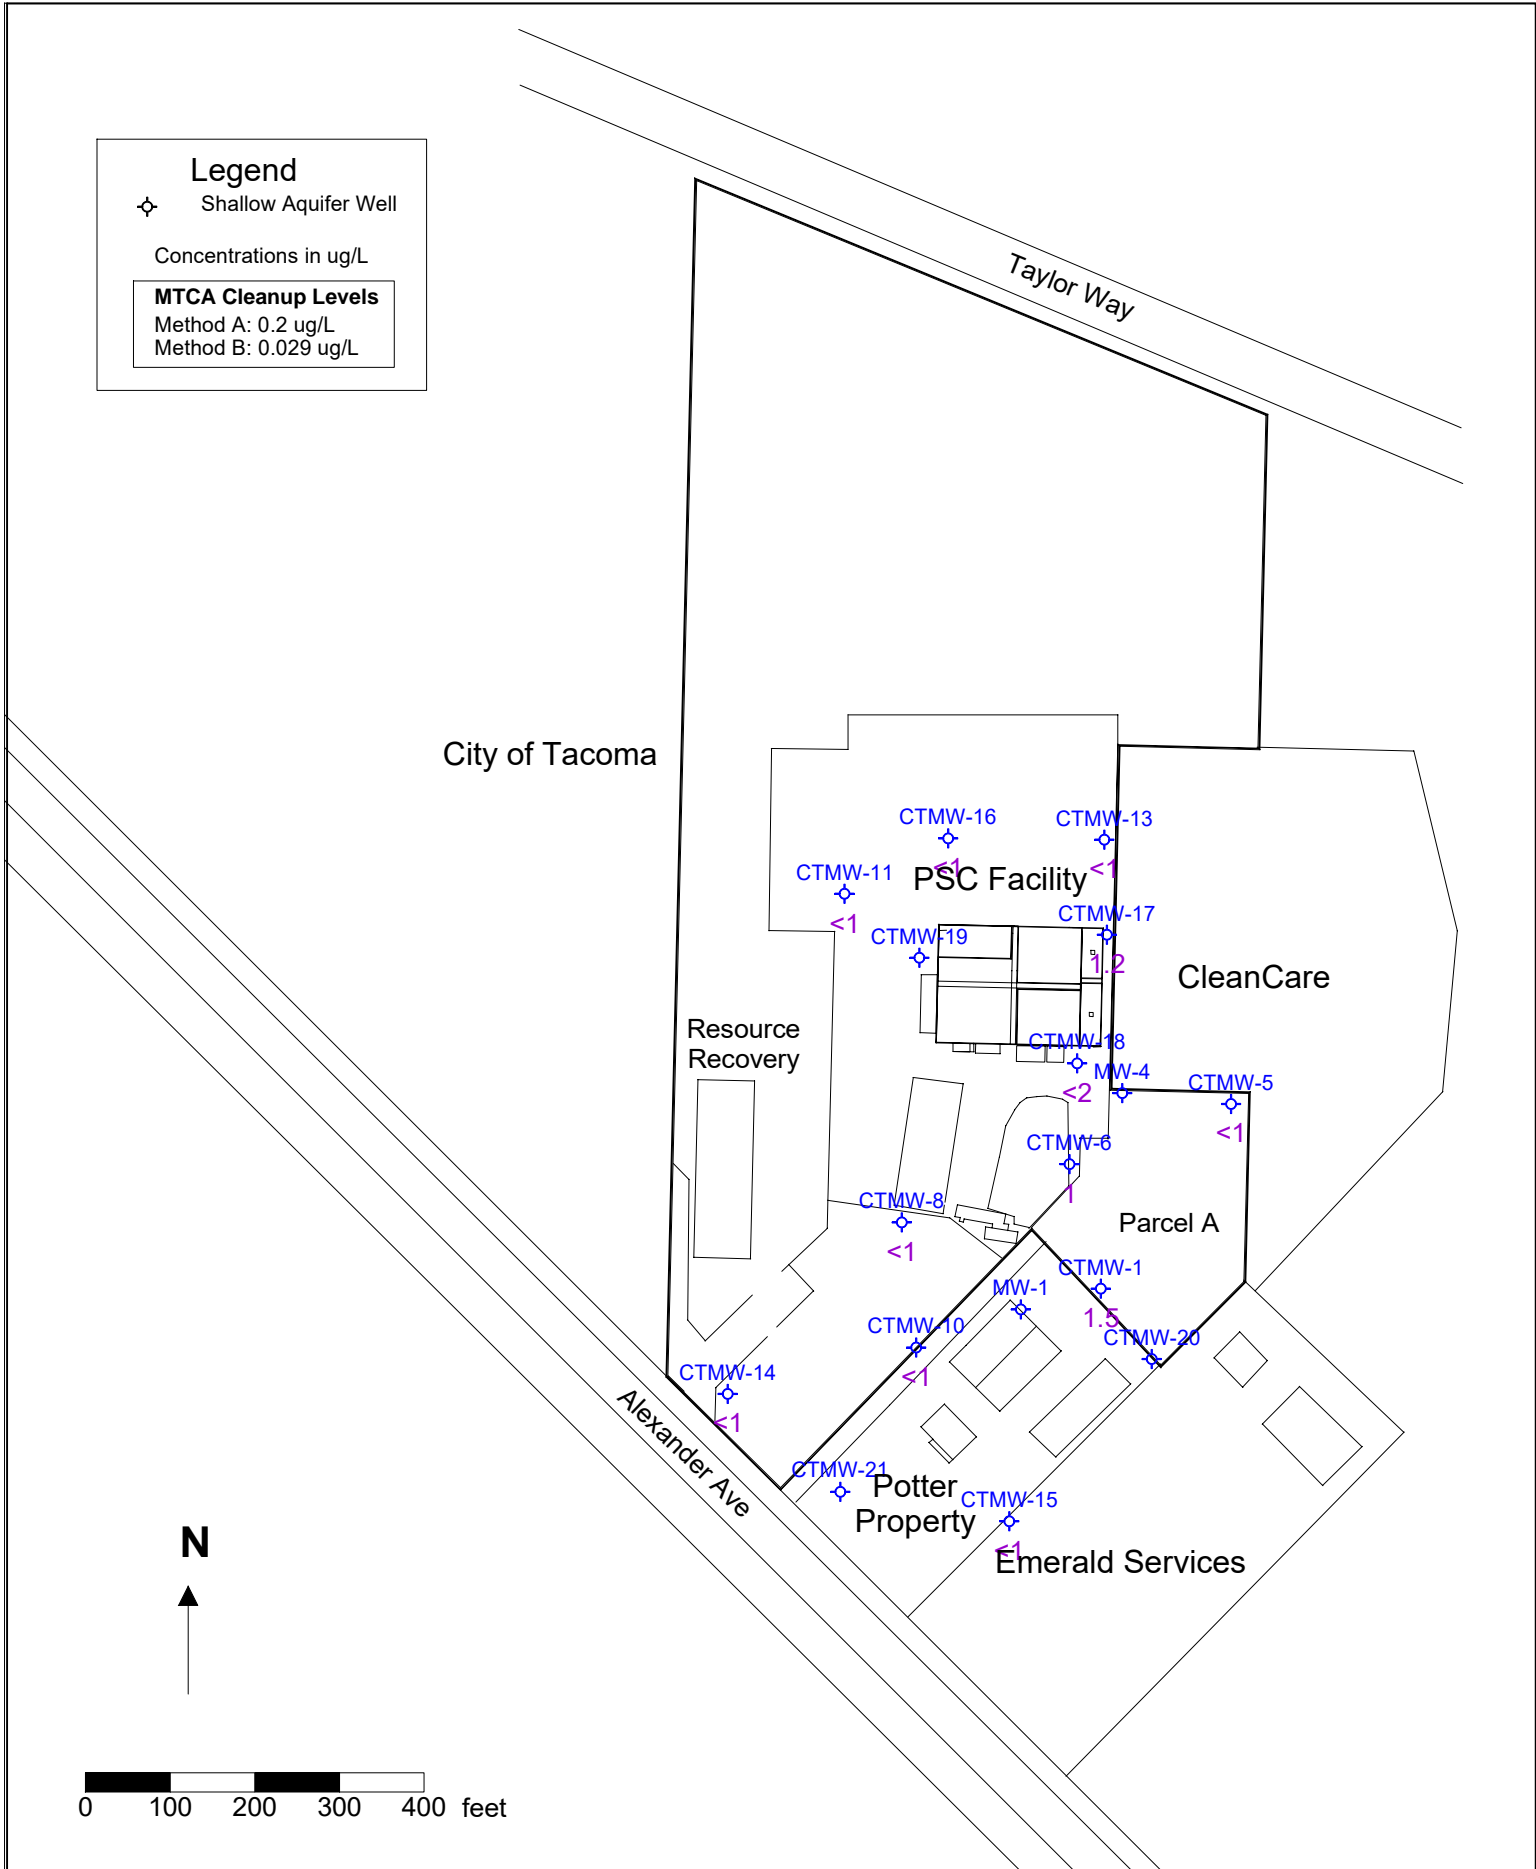 Legend
Shallow Aquifer Well
Concentrations in ug/L
MTCA Cleanup Levels
Method A: 0.2 ug/L
Method B: 0.029 ug/L
Taylor Way
City of Tacoma
CTMW-16
<1
CTMW-13
<1
PSC Facility
CTMW-11
<1
CTMW-17
1.2
CTMW-19
CleanCare
Resource
Recovery
CTMW-18
<2
MW-4
CTMW-5
<1
CTMW-6
1
CTMW-8
<1
Parcel A
CTMW-1
1.5
MW-1
CTMW-10
<1
CTMW-20
CTMW-14
<1
Alexander Ave
CTMW-21
Potter
Property
CTMW-15
<1
Emerald Services
N
0 100 200 300 400 feet